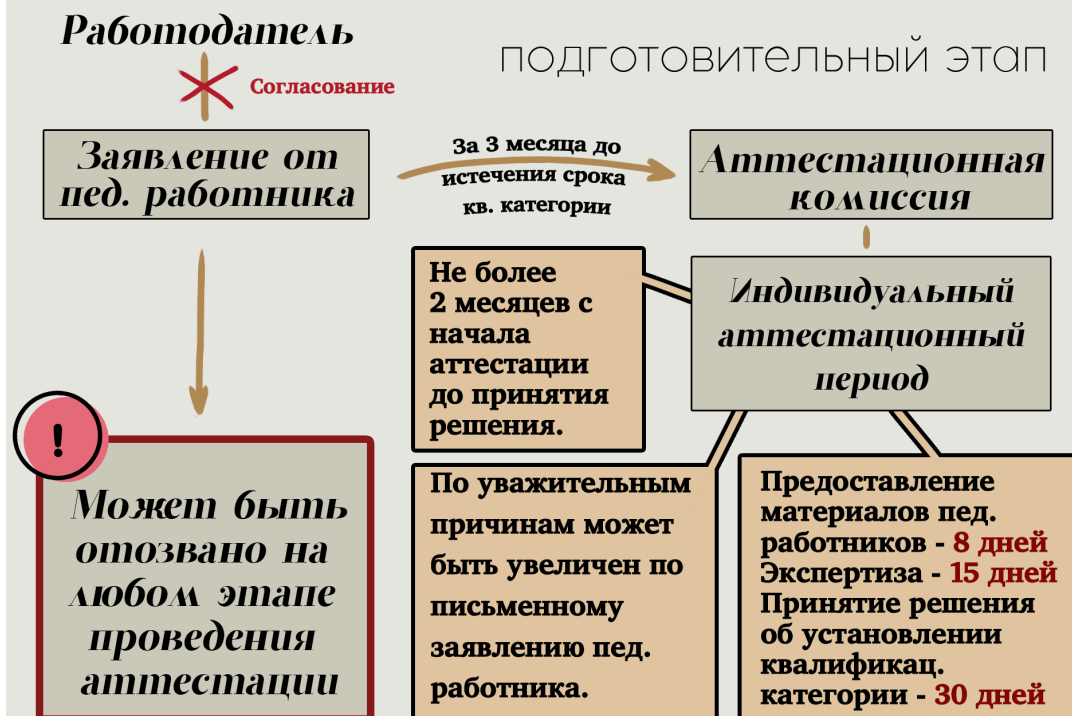 Работодатель
подготовительный этап
Согласование
Заявление от
пед. работника
За 3 месяца до
истечения срока
кв. категории
Аттестационная
комиссия
Индивидуальный
аттестационный
период
Не более
2 месяцев с
начала
аттестации
до принятия
решения.
!
Может быть
отозвано на
любом этапе
проведения
аттестации
По уважительным
причинам может
быть увеличен по
письменному
заявлению пед.
работника.
Предоставление
материалов пед.
работников - 8 дней
Экспертиза - 15 дней
Принятие решения
об установлении
квалификац.
категории - 30 дней